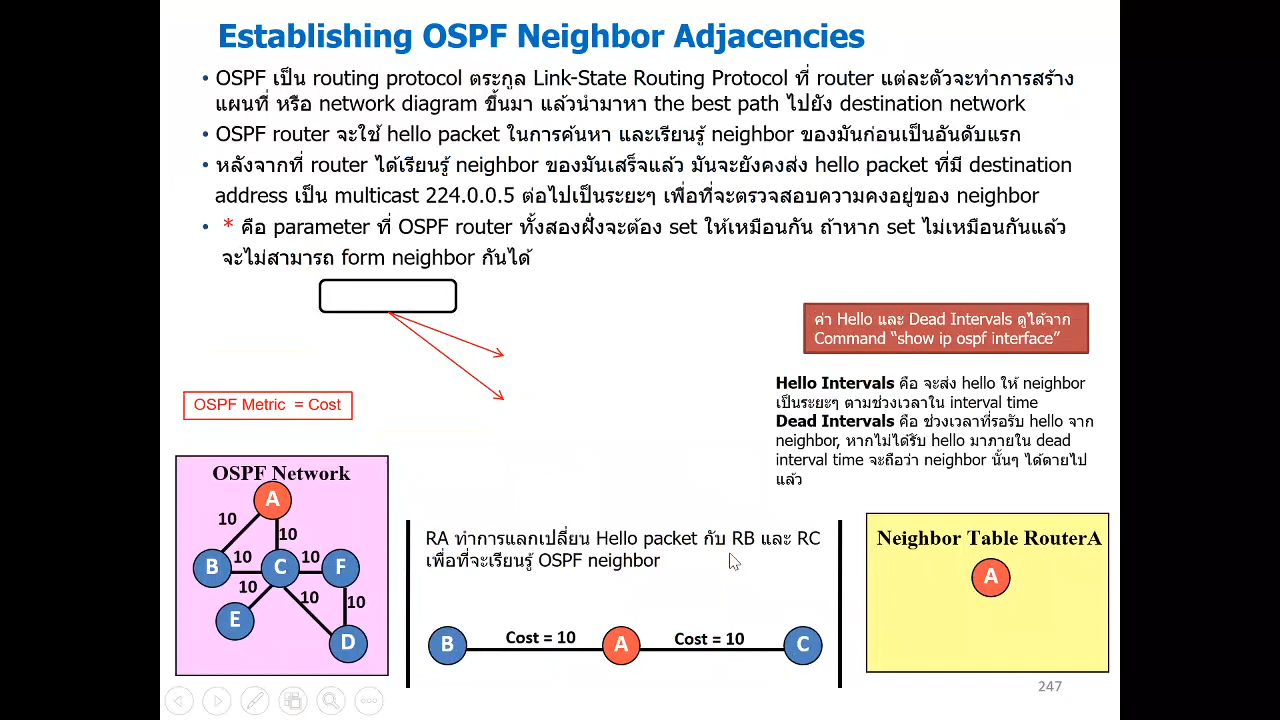 Establishing OSPF Neighbor Adjacencies
• OSPF เป็น routing protocol ตระกูล Link-State Routing Protocol ที่ router แต่ละตัวจะทำการสร้าง
แผนที่ หรือ network diagram ขึ้นมา แล้วนำมาหา the best path ไปยัง destination network
• OSPF router จะใช้ hello packet ในการค้นหา และเรียนรู้ neighbor ของมันก่อนเป็นอันดับแรก
• หลังจากที่ router ได้เรียนรู้ neighbor ของมันเสร็จแล้ว มันจะยังคงส่ง hello packet ที่มี destination
address เป็น multicast 224.0.0.5 ต่อไปเป็นระยะๆ เพื่อที่จะตรวจสอบความคงอยู่ของ neighbor
• * คือ parameter ที่ OSPF router ทั้งสองฝั่งจะต้อง set ให้เหมือนกัน ถ้าหาก set ไม่เหมือนกันแล้ว
จะไม่สามารถ form neighbor กันได้
ค่า Hello และ Dead Intervals ดูได้จาก
Command “show ip ospf interface”
Hello Intervals คือ จะส่ง hello ให้ neighbor
เป็นระยะๆ ตามช่วงเวลาใน interval time
Dead Intervals คือ ช่วงเวลาที่รอรับ hello จาก
neighbor, หากไม่ได้รับ hello มาภายใน dead
interval time จะถือว่า neighbor นั้นๆ ได้ตายไป
แล้ว
OSPF Metric = Cost
OSPF Network
A
10
10
B
10
C
10
F
10
10
10
E
D
RA ทำการแลกเปลี่ยน Hello packet กับ RB และ RC
เพื่อที่จะเรียนรู้ OSPF neighbor
B
Cost = 10
A
Cost = 10
C
Neighbor Table RouterA
A
247